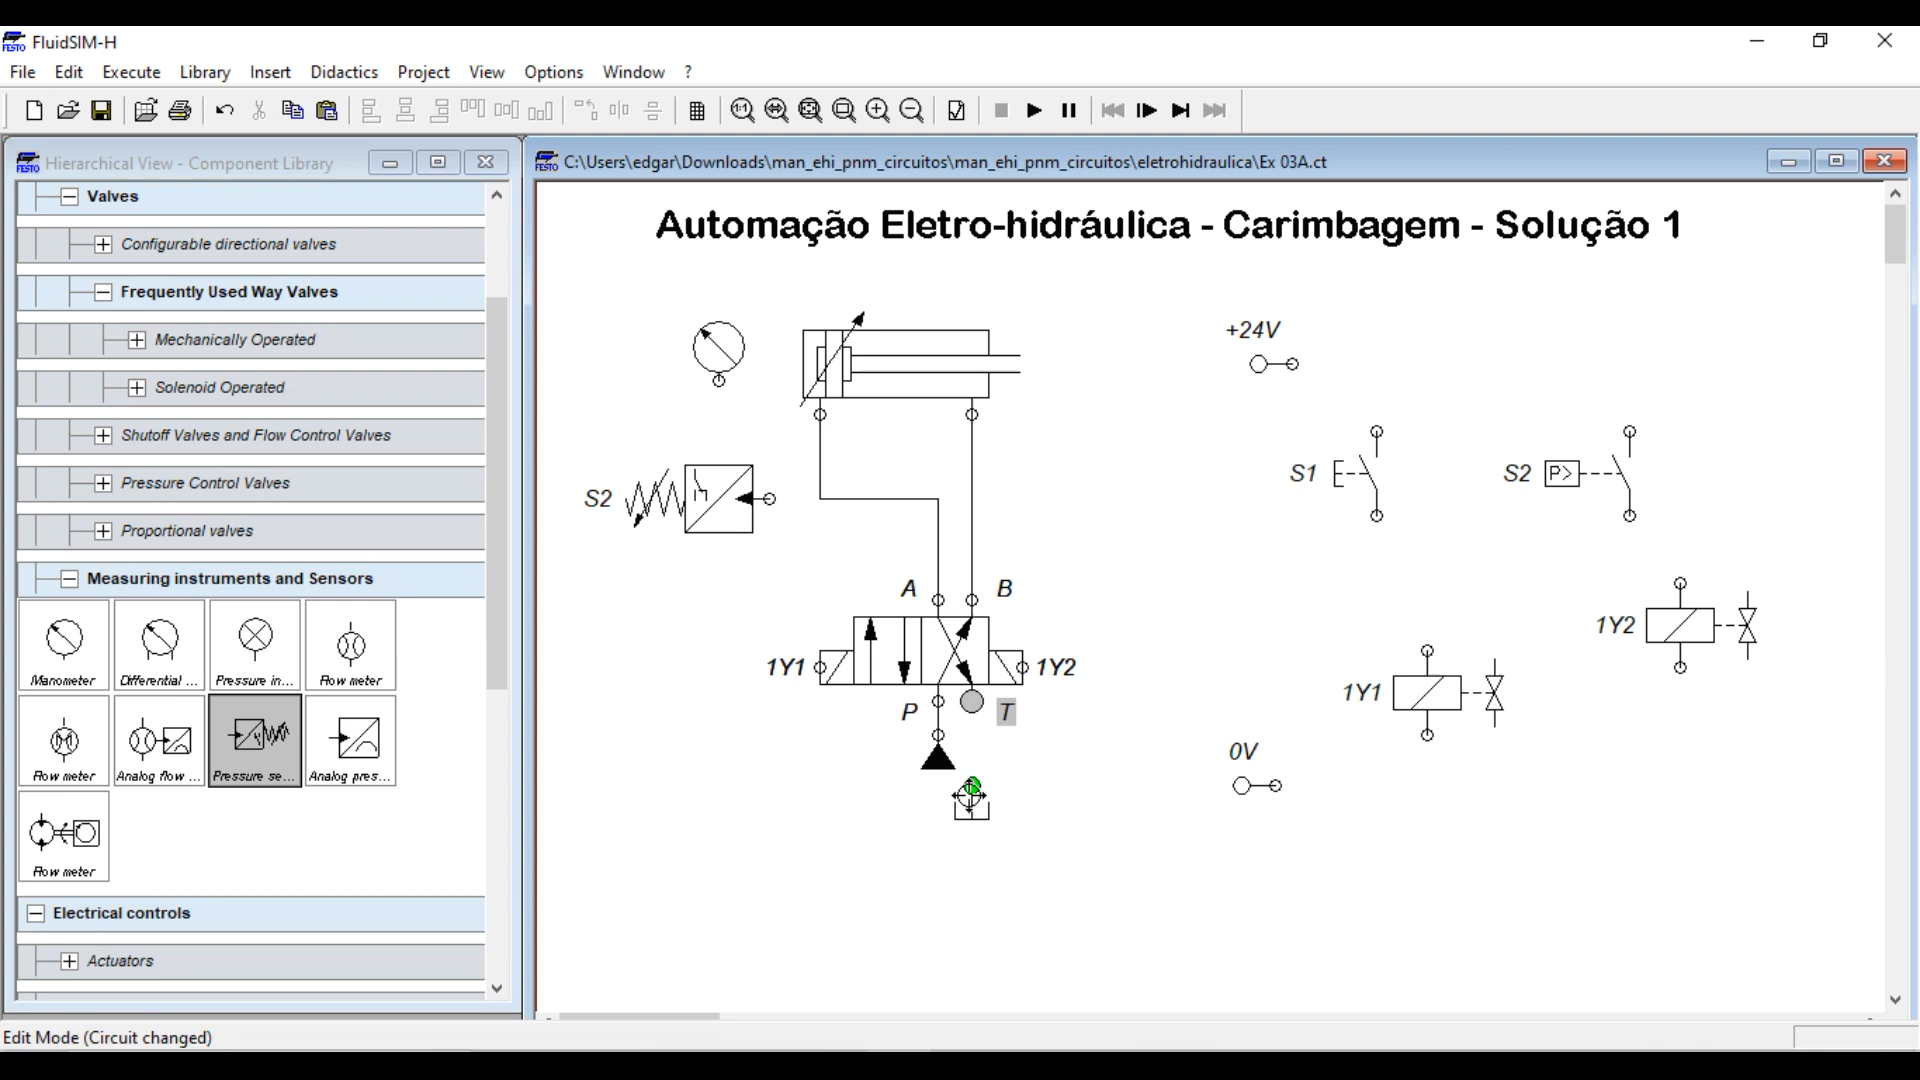 FluidSIM-H
File Edit Execute Library Insert Didactics Project View Options Window ?
Hierarchical View - Component Library
Valves
Configurable directional valves
Frequently Used Way Valves
Mechanically Operated
Solenoid Operated
Shutoff Valves and Flow Control Valves
Pressure Control Valves
Proportional valves
Measuring instruments and Sensors
Manometer Differential ... Pressure in... Flow meter
Flow meter Analog flow ... Pressure se... Analog pres...
Flow meter
Electrical controls
Actuators
C:\Users\edgar\Downloads\man_ehi_pnm_circuitos\man_ehi_pnm_circuitos\eletrohidraulica\Ex 03A.ct
Automação Eletro-hidráulica - Carimbagem - Solução 1
+24V
S1
S2 P>
S2
A B
1Y2
1Y1 1Y2
1Y1
P T
0V
Edit Mode (Circuit changed)